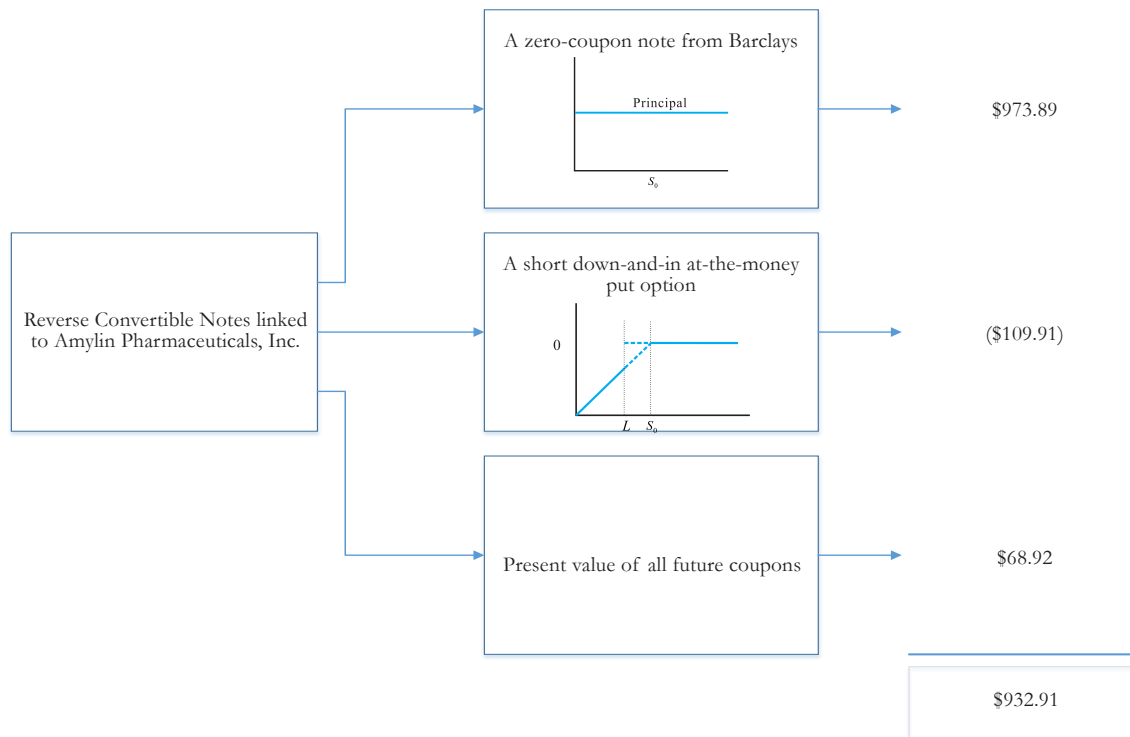 A zero-coupon note from Barclays
Principal
S₀
$973.89
Reverse Convertible Notes linked
to Amylin Pharmaceuticals, Inc.
A short down-and-in at-the-money
put option
0
L S₀
($109.91)
Present value of all future coupons
$68.92
$932.91